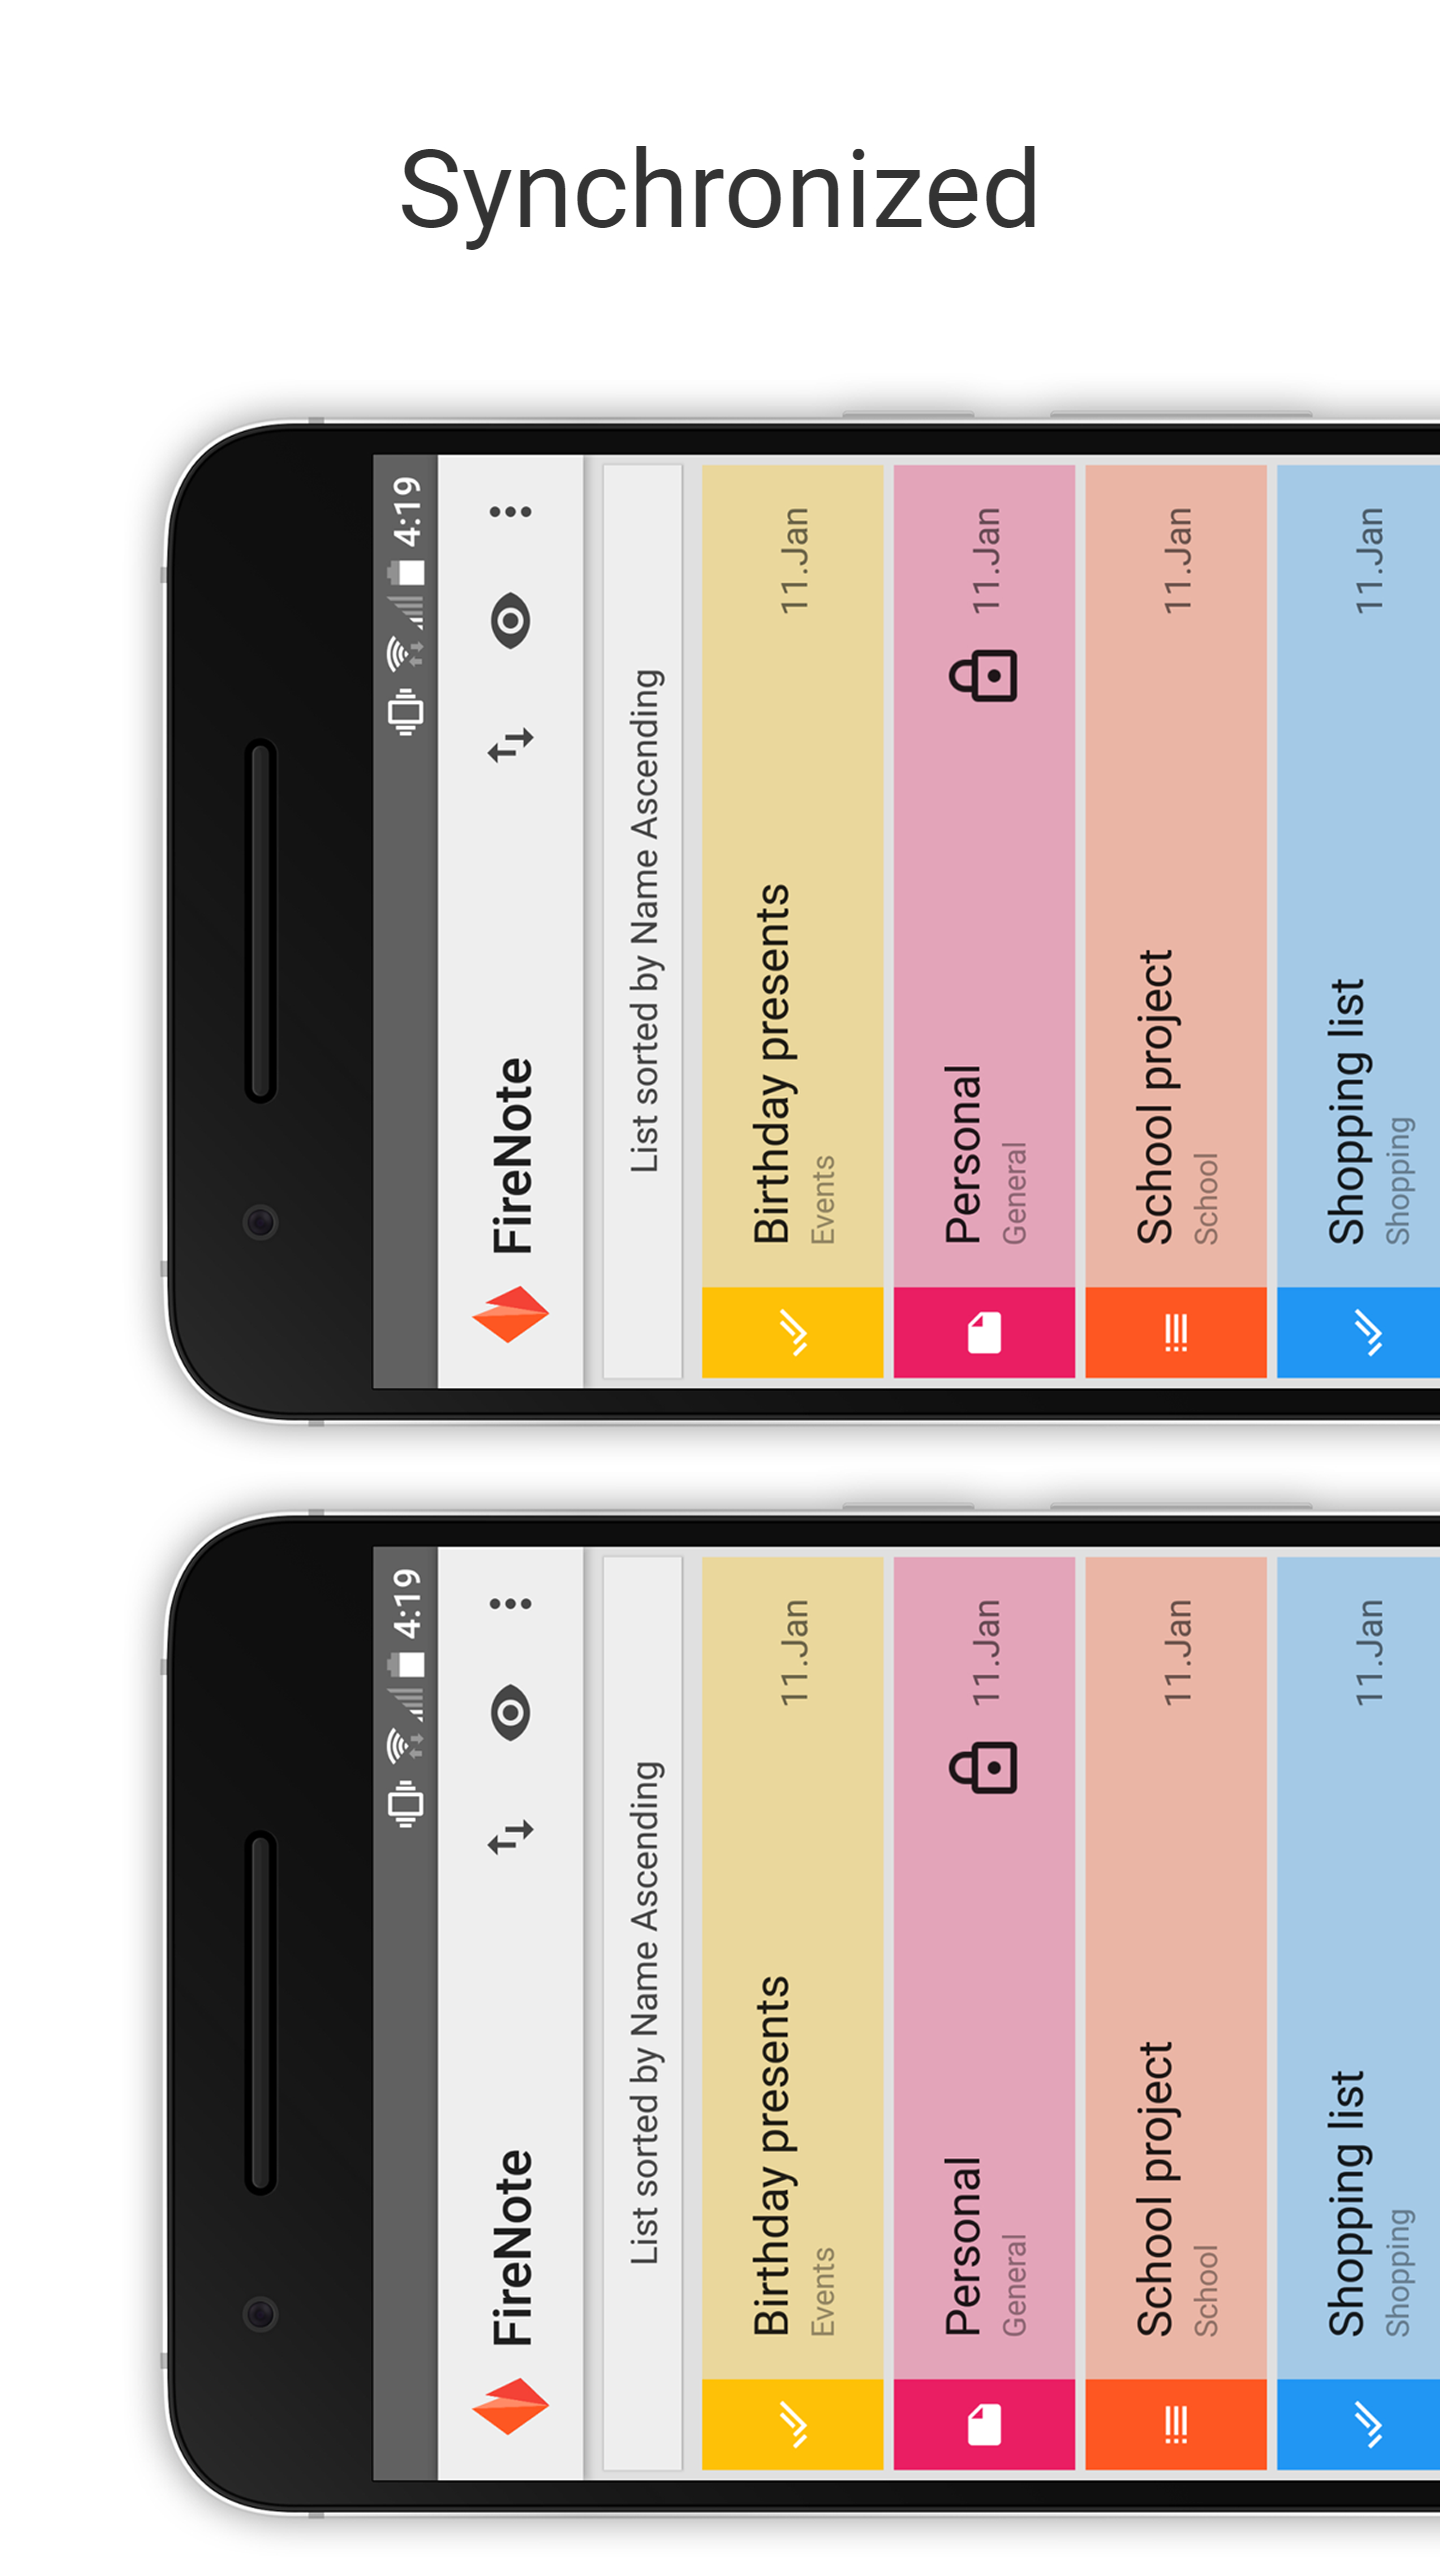 Synchronized
4:19
FireNote
List sorted by Name Ascending
Birthday presents
Events
11.Jan
Personal
General
11.Jan
School project
School
11.Jan
Shopping list
Shopping
11.Jan
4:19
FireNote
List sorted by Name Ascending
Birthday presents
Events
11.Jan
Personal
General
11.Jan
School project
School
11.Jan
Shopping list
Shopping
11.Jan